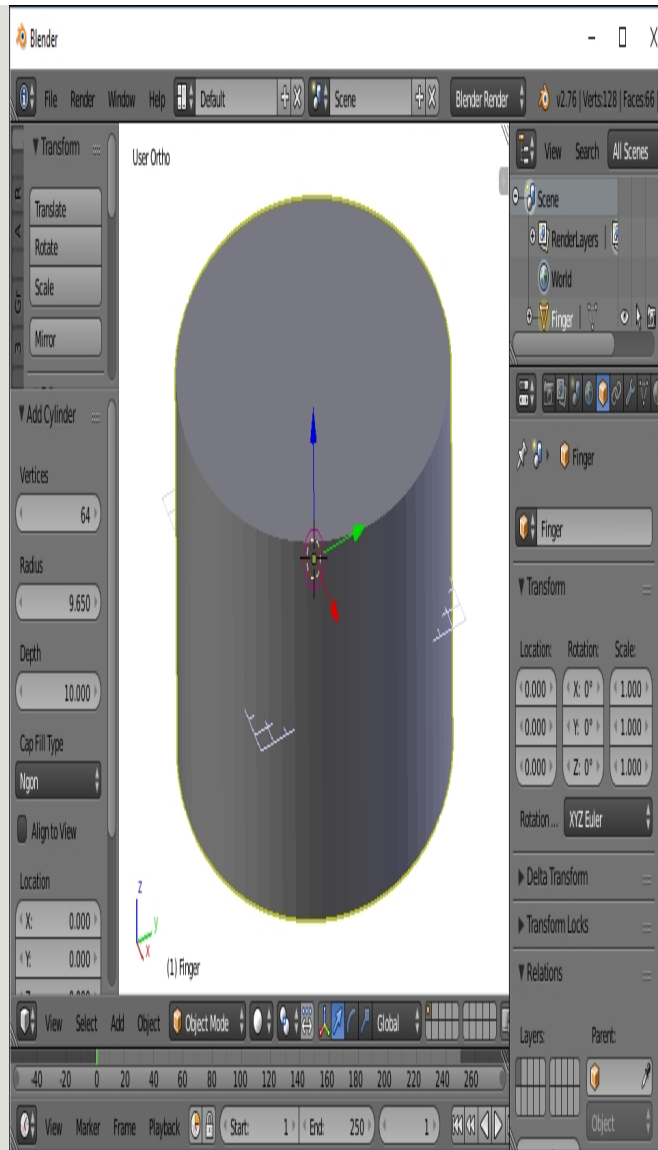 Blender
File Render Window Help Default Scene Blender Render v2.76 | Verts:128 | Faces:66
Transform
Translate
Rotate
Scale
Mirror
Add Cylinder
Vertices
64
Radius
9.650
Depth
10.000
Cap Fill Type
Ngon
Align to View
Location
X: 0.000
Y: 0.000
User Ortho
z
y
x
(1) Finger
View Select Add Object Object Mode Global
-40 -20 0 20 40 60 80 100 120 140 160 180 200 220 240 260
View Marker Frame Playback Start: 1 End: 250 1
View Search All Scenes
Scene
RenderLayers
World
Finger
Finger
Finger
Transform
Location: Rotation: Scale:
0.000 X: 0° 1.000
0.000 Y: 0° 1.000
0.000 Z: 0° 1.000
Rotation ... XYZ Euler
Delta Transform
Transform Locks
Relations
Layers: Parent:
Object